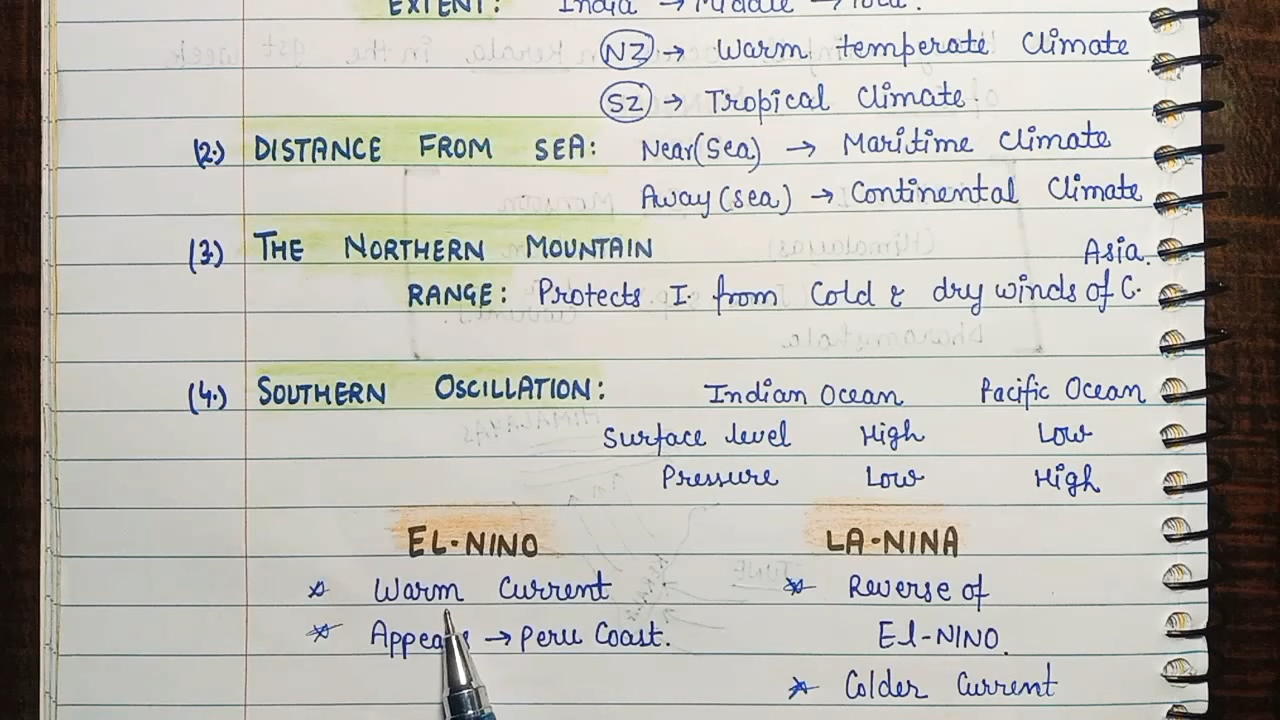 EXTENT: India → Middle →
NZ → Warm temperate Climate
SZ → Tropical Climate.
(2.) DISTANCE FROM SEA: Near(Sea) → Maritime Climate
Away (sea) → Continental Climate
(3.) THE NORTHERN MOUNTAIN Asia.
RANGE: Protects I. from Cold & dry winds of C.
(4.) SOUTHERN OSCILLATION: Indian Ocean Pacific Ocean
Surface level High Low
Pressure Low High
EL-NINO LA-NINA
* Warm Current * Reverse of
* Appears → Peru Coast. El-NINO.
* Colder Current